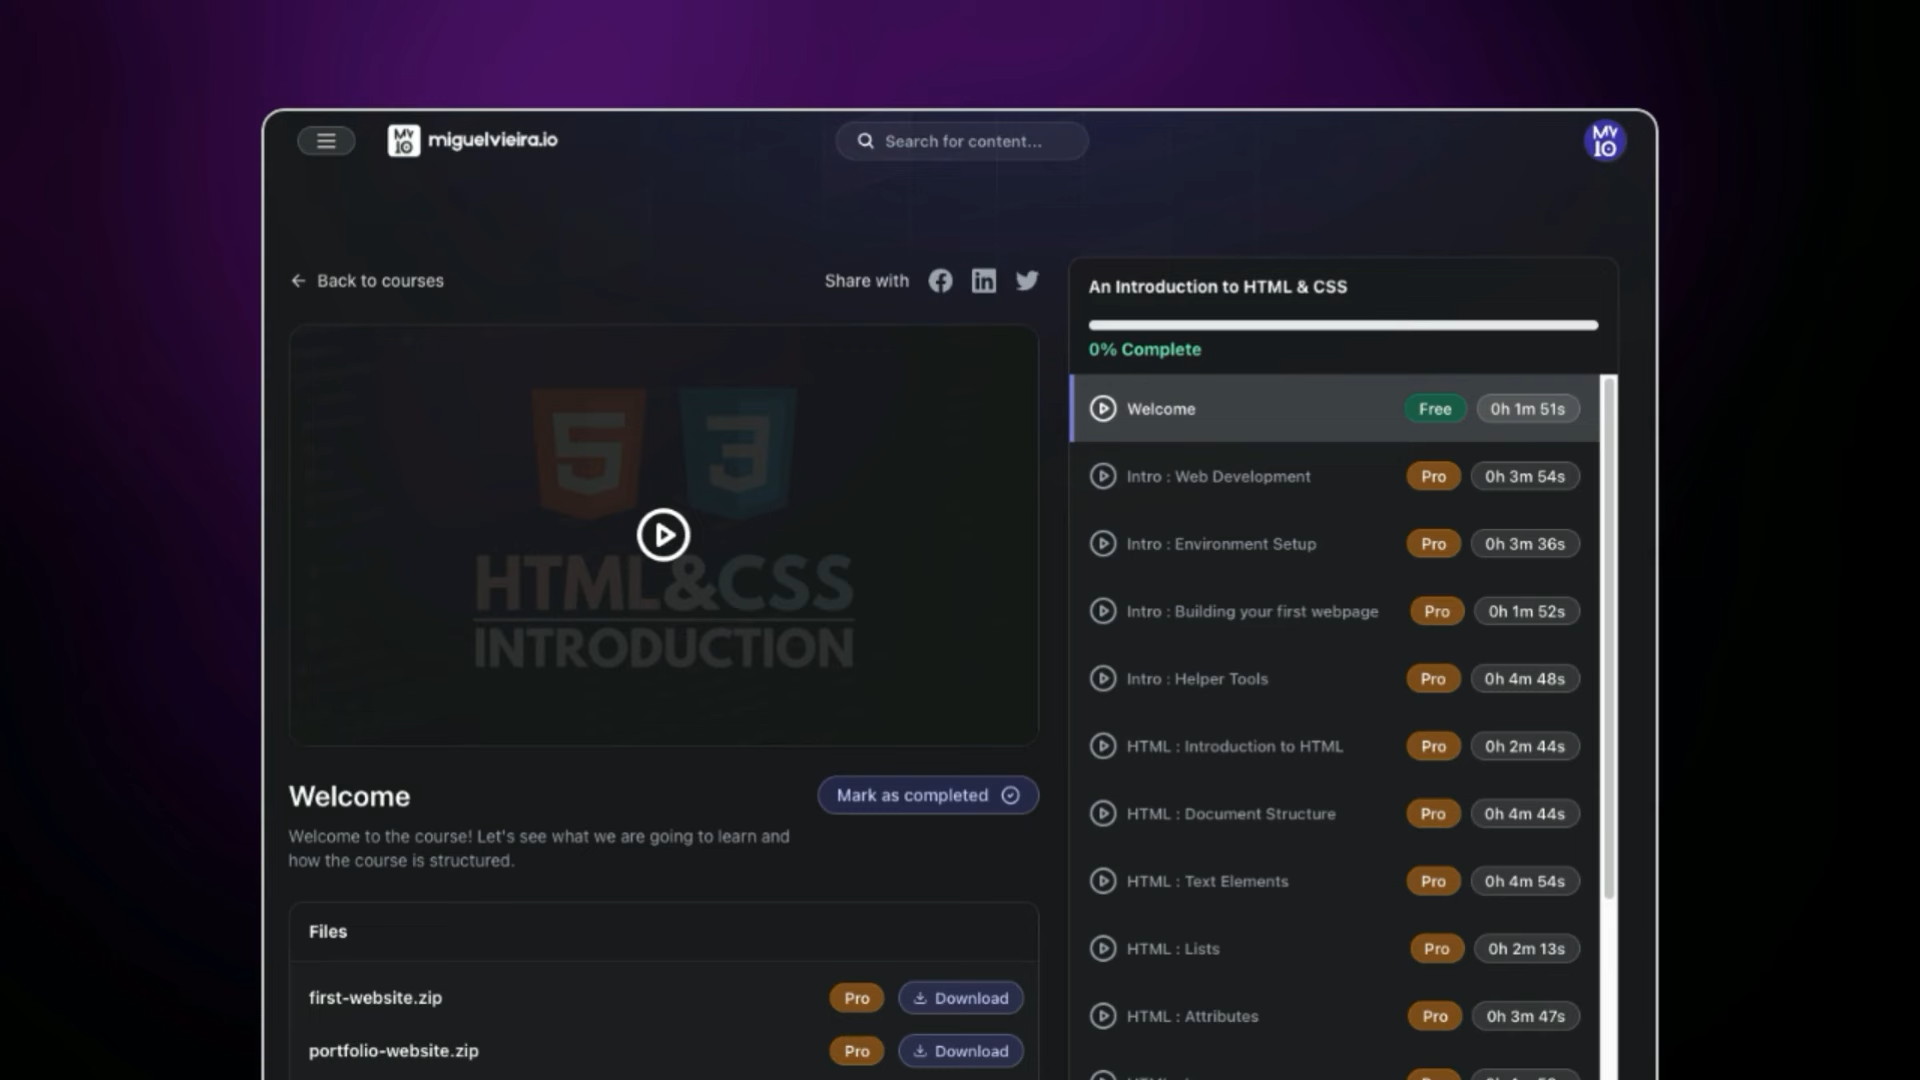 MV
IO
miguelvieira.io
Search for content...
MV
IO
Back to courses
Share with
5
3
HTML&CSS
INTRODUCTION
Welcome
Mark as completed
Welcome to the course! Let's see what we are going to learn and
how the course is structured.
Files
first-website.zip Pro Download
portfolio-website.zip Pro Download
An Introduction to HTML & CSS
0% Complete
Welcome Free 0h 1m 51s
Intro : Web Development Pro 0h 3m 54s
Intro : Environment Setup Pro 0h 3m 36s
Intro : Building your first webpage Pro 0h 1m 52s
Intro : Helper Tools Pro 0h 4m 48s
HTML : Introduction to HTML Pro 0h 2m 44s
HTML : Document Structure Pro 0h 4m 44s
HTML : Text Elements Pro 0h 4m 54s
HTML : Lists Pro 0h 2m 13s
HTML : Attributes Pro 0h 3m 47s